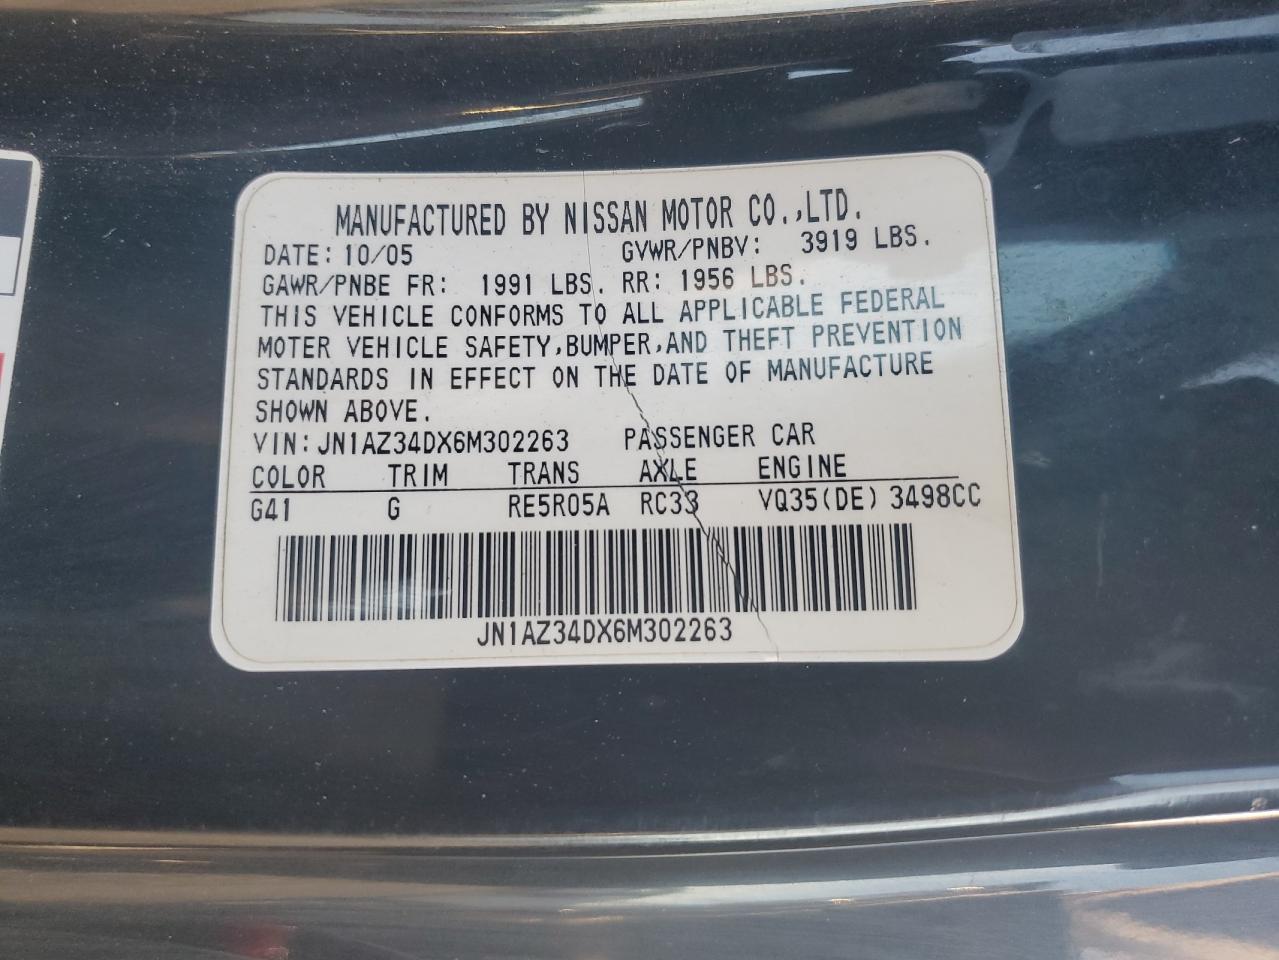 MANUFACTURED BY NISSAN MOTOR CO.,LTD.
DATE: 10/05 GVWR/PNBV: 3919 LBS.
GAWR/PNBE FR: 1991 LBS. RR: 1956 LBS.
THIS VEHICLE CONFORMS TO ALL APPLICABLE FEDERAL
MOTER VEHICLE SAFETY,BUMPER,AND THEFT PREVENTION
STANDARDS IN EFFECT ON THE DATE OF MANUFACTURE
SHOWN ABOVE.
VIN: JN1AZ34DX6M302263 PASSENGER CAR
COLOR TRIM TRANS AXLE ENGINE
G41 G RE5R05A RC33 VQ35(DE) 3498CC
JN1AZ34DX6M302263